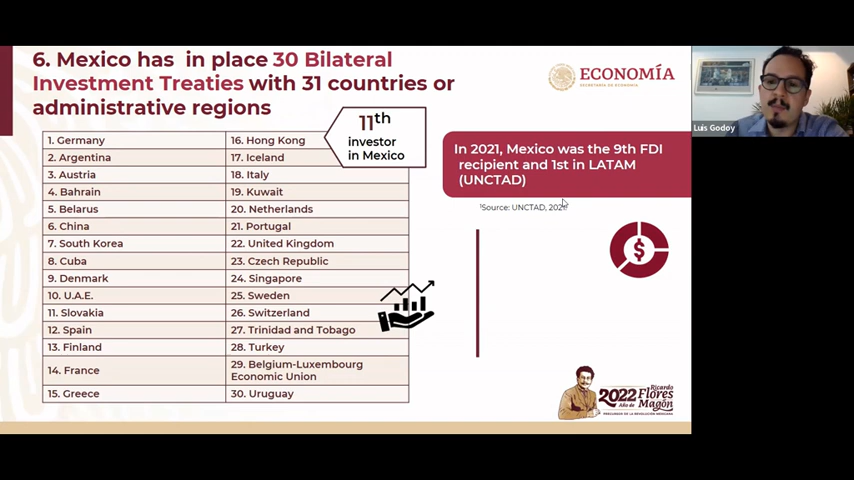 6. Mexico has in place 30 Bilateral
Investment Treaties with 31 countries or
administrative regions
ECONOMÍA
SECRETARÍA DE ECONOMÍA
Luis Godoy
11th
investor
in Mexico
1. Germany
2. Argentina
3. Austria
4. Bahrain
5. Belarus
6. China
7. South Korea
8. Cuba
9. Denmark
10. U.A.E.
11. Slovakia
12. Spain
13. Finland
14. France
15. Greece
16. Hong Kong
17. Iceland
18. Italy
19. Kuwait
20. Netherlands
21. Portugal
22. United Kingdom
23. Czech Republic
24. Singapore
25. Sweden
26. Switzerland
27. Trinidad and Tobago
28. Turkey
29. Belgium-Luxembourg
Economic Union
30. Uruguay
In 2021, Mexico was the 9th FDI
recipient and 1st in LATAM
(UNCTAD)
¹Source: UNCTAD,
$
2022 Ricardo
Año de Flores
Magón
PRECURSOR DE LA REVOLUCIÓN MEXICANA